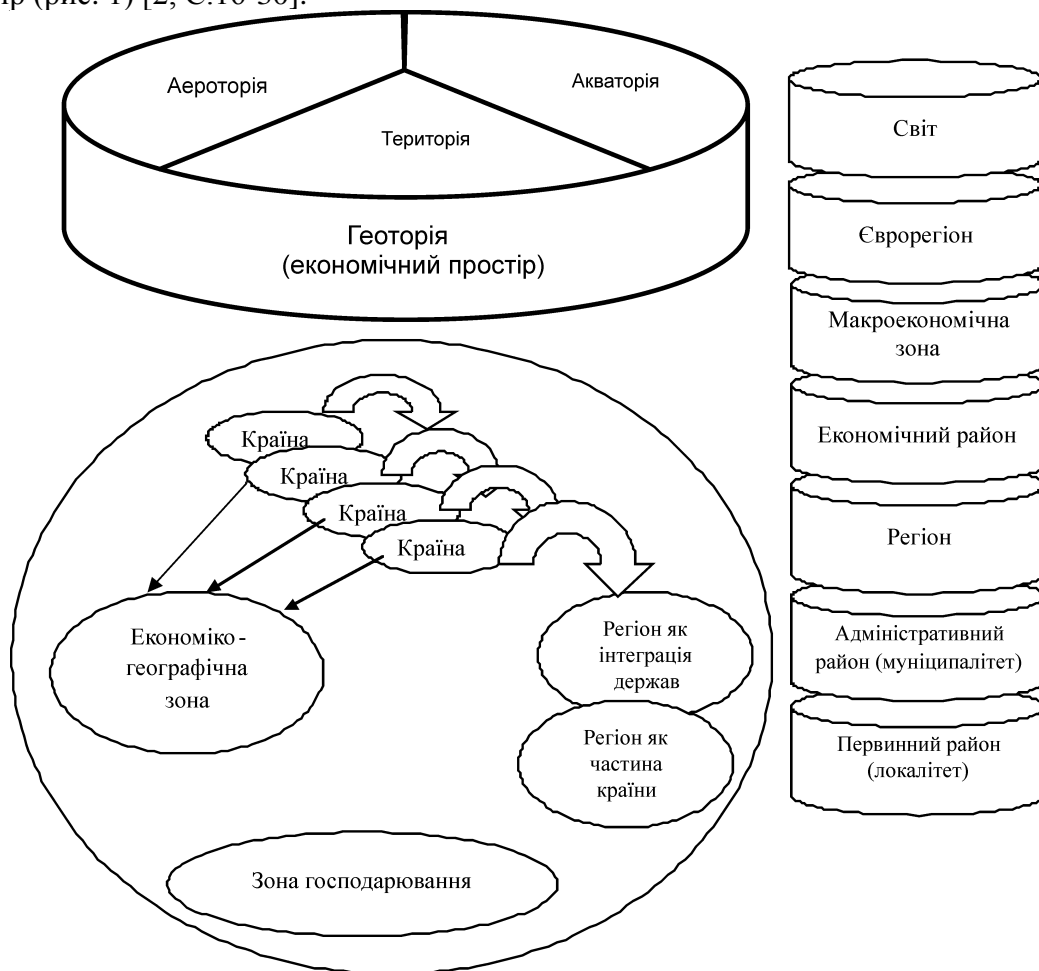 (рис. 1) [2, С.16-30].
Аероторія
Акваторія
Територія
Геоторія
(економічний простір)
Світ
Єврорегіон
Макроекономічна
зона
Економічний район
Регіон
Адміністративний
район (муніципалітет)
Первинний район
(локалітет)
Країна
Країна
Країна
Країна
Економіко-
географічна
зона
Регіон як
інтеграція
держав
Регіон як
частина
країни
Зона господарювання